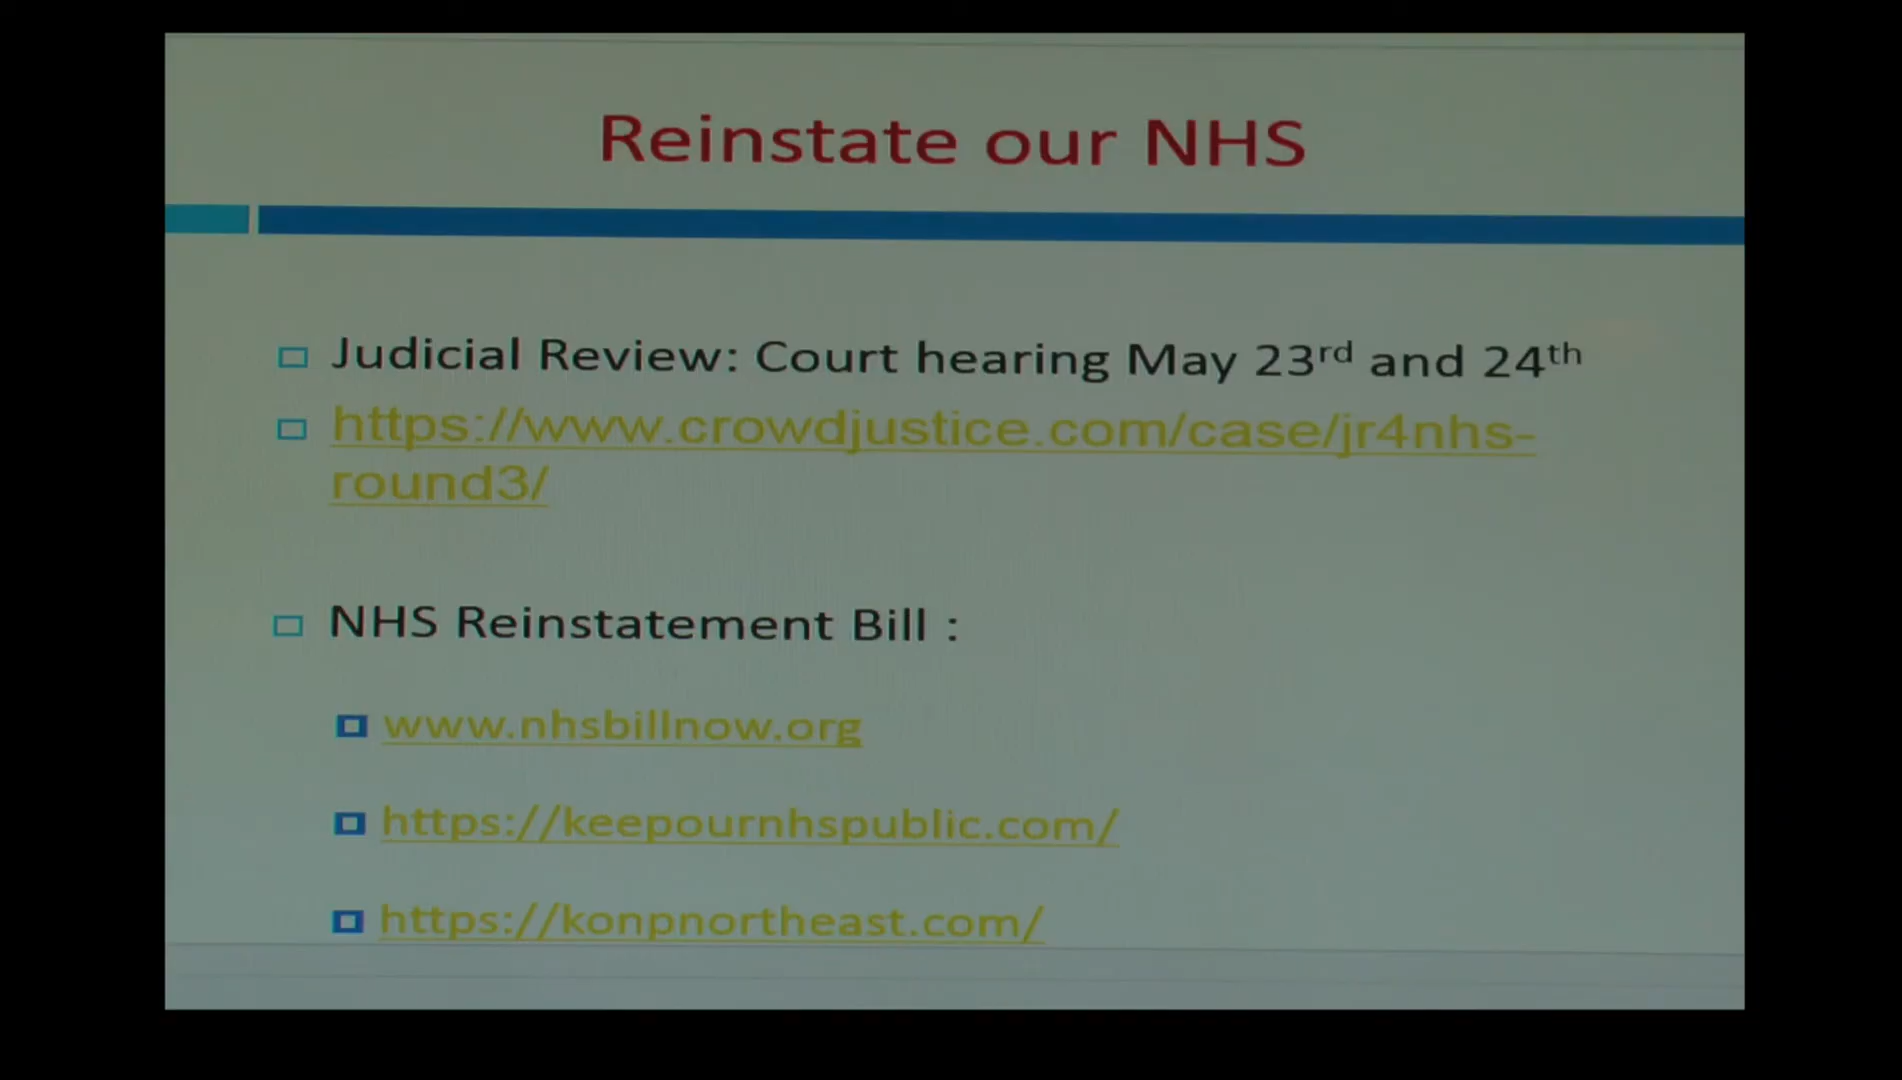 Reinstate our NHS
Judicial Review: Court hearing May 23rd and 24th
https://www.crowdjustice.com/case/jr4nhs-
round3/
NHS Reinstatement Bill :
www.nhsbillnow.org
https://keepournhspublic.com/
https://konpnortheast.com/